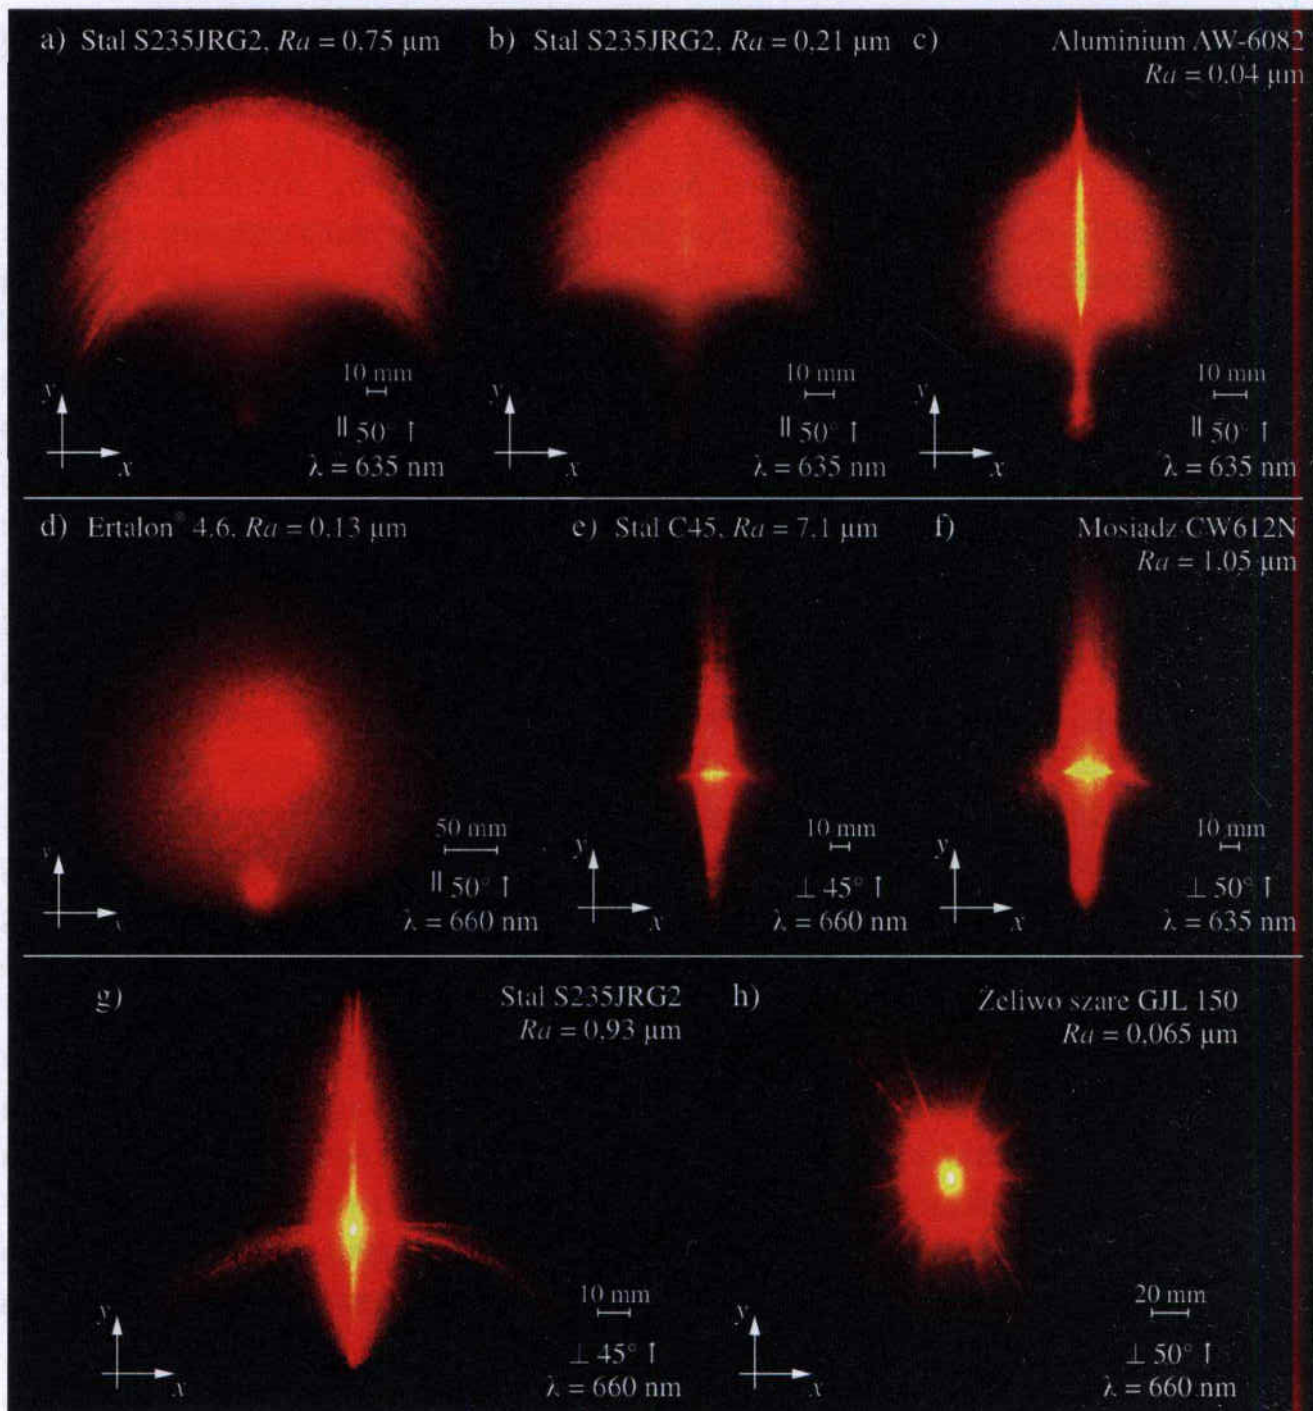 a) Stal S235JRG2, Ra = 0,75 μm
10 mm
y
|| 50° ↑
x
λ = 635 nm
b) Stal S235JRG2, Ra = 0,21 μm
10 mm
y
|| 50° ↑
x
λ = 635 nm
c) Aluminium AW-6082
Ra = 0,04 μm
10 mm
y
|| 50° ↑
x
λ = 635 nm
d) Ertalon® 4.6, Ra = 0,13 μm
50 mm
|| 50° ↑
λ = 660 nm
e) Stal C45, Ra = 7,1 μm
10 mm
y
⊥ 45° ↑
x
λ = 660 nm
f) Mosiądz CW612N
Ra = 1,05 μm
10 mm
y
⊥ 50° ↑
x
λ = 635 nm
g) Stal S235JRG2
Ra = 0,93 μm
10 mm
y
⊥ 45° ↑
x
λ = 660 nm
h) Żeliwo szare GJL 150
Ra = 0,065 μm
20 mm
y
⊥ 50° ↑
x
λ = 660 nm